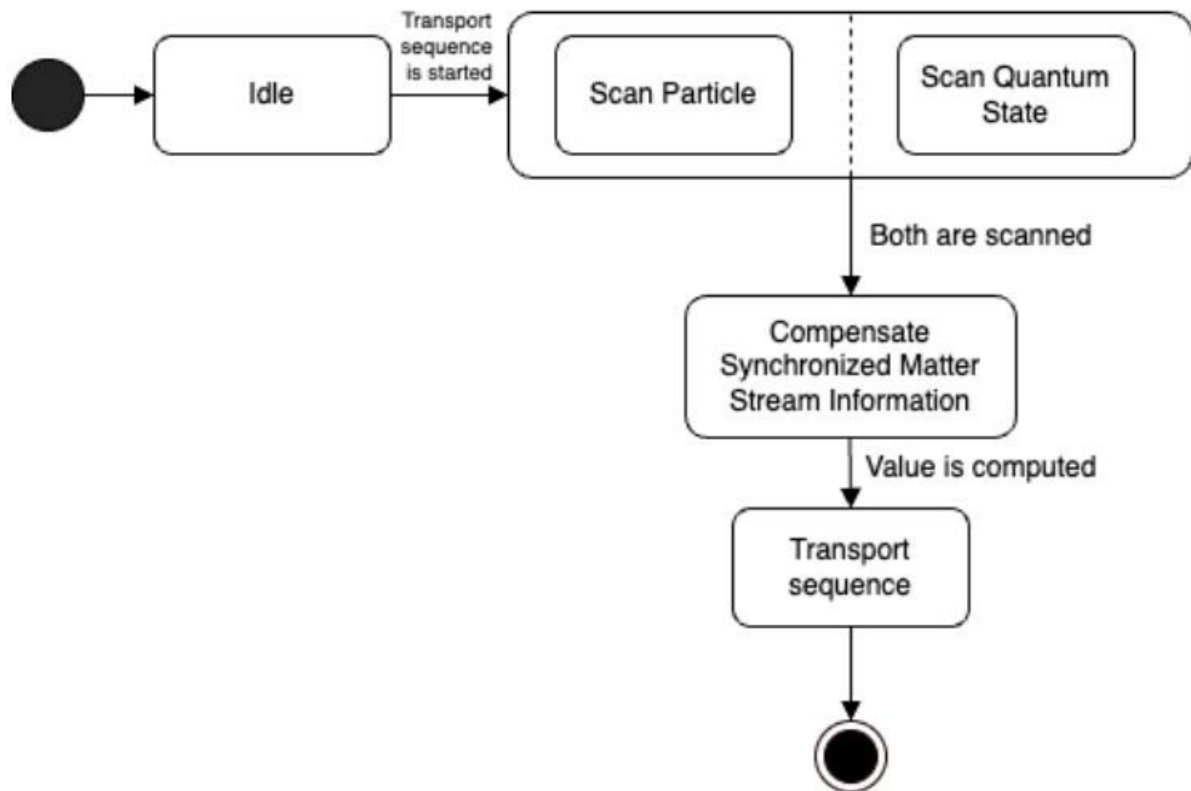 Idle
Transport
sequence
is started
Scan Particle
Scan Quantum
State
Both are scanned
Compensate
Synchronized Matter
Stream Information
Value is computed
Transport
sequence